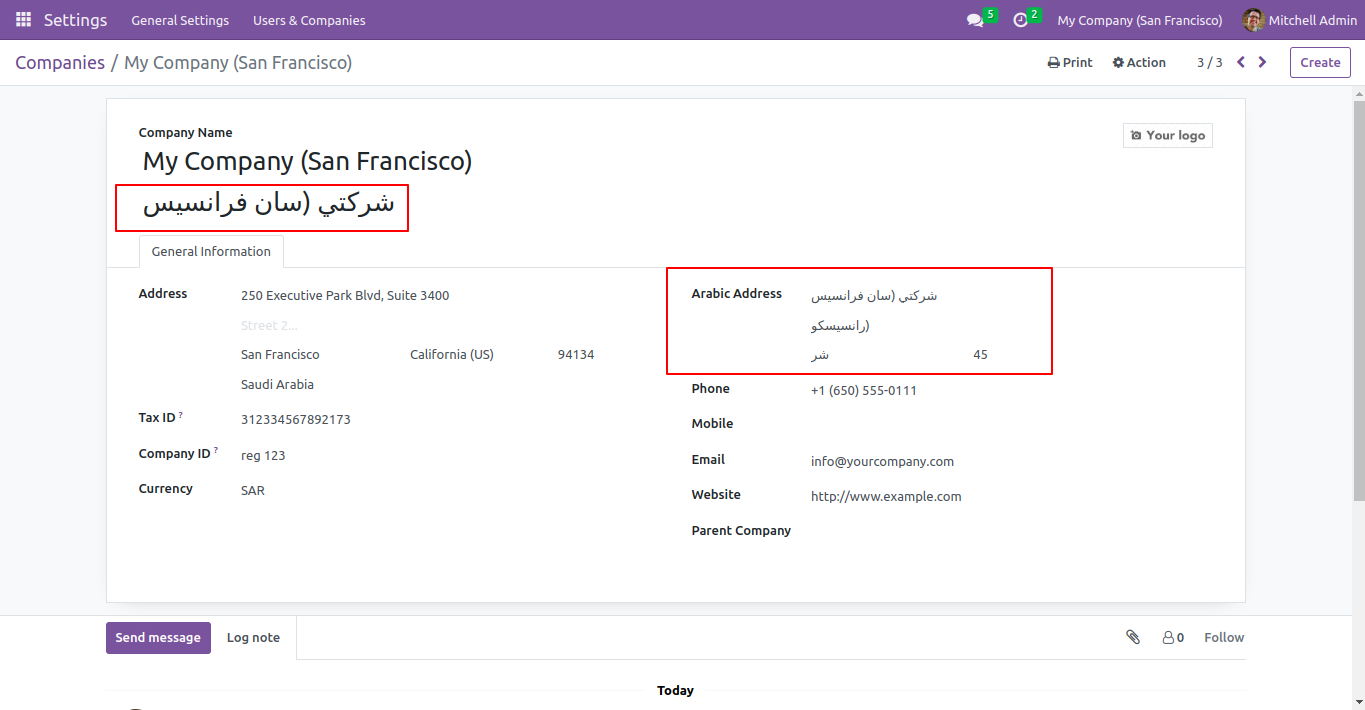 Settings General Settings Users & Companies 5 2 My Company (San Francisco) Mitchell Admin
Companies / My Company (San Francisco) Print Action 3 / 3 Create
Company Name
Your logo
My Company (San Francisco)
شركتي (سان فرانسيس
General Information
Address 250 Executive Park Blvd, Suite 3400
Street 2...
San Francisco California (US) 94134
Saudi Arabia
Tax ID ? 312334567892173
Company ID ? reg 123
Currency SAR
Arabic Address شركتي (سان فرانسيس
رانسيسكو)
شر 45
Phone +1 (650) 555-0111
Mobile
Email info@yourcompany.com
Website http://www.example.com
Parent Company
Send message Log note 0 Follow
Today